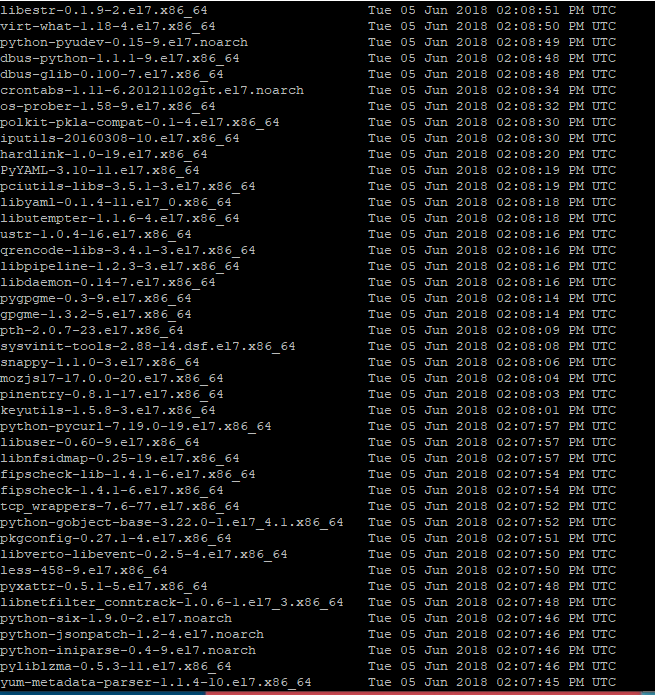 libestr-0.1.9-2.el7.x86_64 Tue 05 Jun 2018 02:08:51 PM UTC
virt-what-1.18-4.el7.x86_64 Tue 05 Jun 2018 02:08:50 PM UTC
python-pyudev-0.15-9.el7.noarch Tue 05 Jun 2018 02:08:49 PM UTC
dbus-python-1.1.1-9.el7.x86_64 Tue 05 Jun 2018 02:08:48 PM UTC
dbus-glib-0.100-7.el7.x86_64 Tue 05 Jun 2018 02:08:48 PM UTC
crontabs-1.11-6.20121102git.el7.noarch Tue 05 Jun 2018 02:08:34 PM UTC
os-prober-1.58-9.el7.x86_64 Tue 05 Jun 2018 02:08:32 PM UTC
polkit-pkla-compat-0.1-4.el7.x86_64 Tue 05 Jun 2018 02:08:30 PM UTC
iputils-20160308-10.el7.x86_64 Tue 05 Jun 2018 02:08:30 PM UTC
hardlink-1.0-19.el7.x86_64 Tue 05 Jun 2018 02:08:20 PM UTC
PyYAML-3.10-11.el7.x86_64 Tue 05 Jun 2018 02:08:19 PM UTC
pciutils-libs-3.5.1-3.el7.x86_64 Tue 05 Jun 2018 02:08:19 PM UTC
libyaml-0.1.4-11.el7_0.x86_64 Tue 05 Jun 2018 02:08:18 PM UTC
libutempter-1.1.6-4.el7.x86_64 Tue 05 Jun 2018 02:08:18 PM UTC
ustr-1.0.4-16.el7.x86_64 Tue 05 Jun 2018 02:08:16 PM UTC
qrencode-libs-3.4.1-3.el7.x86_64 Tue 05 Jun 2018 02:08:16 PM UTC
libpipeline-1.2.3-3.el7.x86_64 Tue 05 Jun 2018 02:08:16 PM UTC
libdaemon-0.14-7.el7.x86_64 Tue 05 Jun 2018 02:08:16 PM UTC
pygpgme-0.3-9.el7.x86_64 Tue 05 Jun 2018 02:08:14 PM UTC
gpgme-1.3.2-5.el7.x86_64 Tue 05 Jun 2018 02:08:14 PM UTC
pth-2.0.7-23.el7.x86_64 Tue 05 Jun 2018 02:08:09 PM UTC
sysvinit-tools-2.88-14.dsf.el7.x86_64 Tue 05 Jun 2018 02:08:08 PM UTC
snappy-1.1.0-3.el7.x86_64 Tue 05 Jun 2018 02:08:06 PM UTC
mozjs17-17.0.0-20.el7.x86_64 Tue 05 Jun 2018 02:08:04 PM UTC
pinentry-0.8.1-17.el7.x86_64 Tue 05 Jun 2018 02:08:03 PM UTC
keyutils-1.5.8-3.el7.x86_64 Tue 05 Jun 2018 02:08:01 PM UTC
python-pycurl-7.19.0-19.el7.x86_64 Tue 05 Jun 2018 02:07:57 PM UTC
libuser-0.60-9.el7.x86_64 Tue 05 Jun 2018 02:07:57 PM UTC
libnfsidmap-0.25-19.el7.x86_64 Tue 05 Jun 2018 02:07:57 PM UTC
fipscheck-lib-1.4.1-6.el7.x86_64 Tue 05 Jun 2018 02:07:54 PM UTC
fipscheck-1.4.1-6.el7.x86_64 Tue 05 Jun 2018 02:07:54 PM UTC
tcp_wrappers-7.6-77.el7.x86_64 Tue 05 Jun 2018 02:07:52 PM UTC
python-gobject-base-3.22.0-1.el7_4.1.x86_64 Tue 05 Jun 2018 02:07:52 PM UTC
pkgconfig-0.27.1-4.el7.x86_64 Tue 05 Jun 2018 02:07:51 PM UTC
libverto-libevent-0.2.5-4.el7.x86_64 Tue 05 Jun 2018 02:07:50 PM UTC
less-458-9.el7.x86_64 Tue 05 Jun 2018 02:07:50 PM UTC
pyxattr-0.5.1-5.el7.x86_64 Tue 05 Jun 2018 02:07:48 PM UTC
libnetfilter_conntrack-1.0.6-1.el7_3.x86_64 Tue 05 Jun 2018 02:07:48 PM UTC
python-six-1.9.0-2.el7.noarch Tue 05 Jun 2018 02:07:46 PM UTC
python-jsonpatch-1.2-4.el7.noarch Tue 05 Jun 2018 02:07:46 PM UTC
python-iniparse-0.4-9.el7.noarch Tue 05 Jun 2018 02:07:46 PM UTC
pyliblzma-0.5.3-11.el7.x86_64 Tue 05 Jun 2018 02:07:46 PM UTC
yum-metadata-parser-1.1.4-10.el7.x86_64 Tue 05 Jun 2018 02:07:45 PM UTC